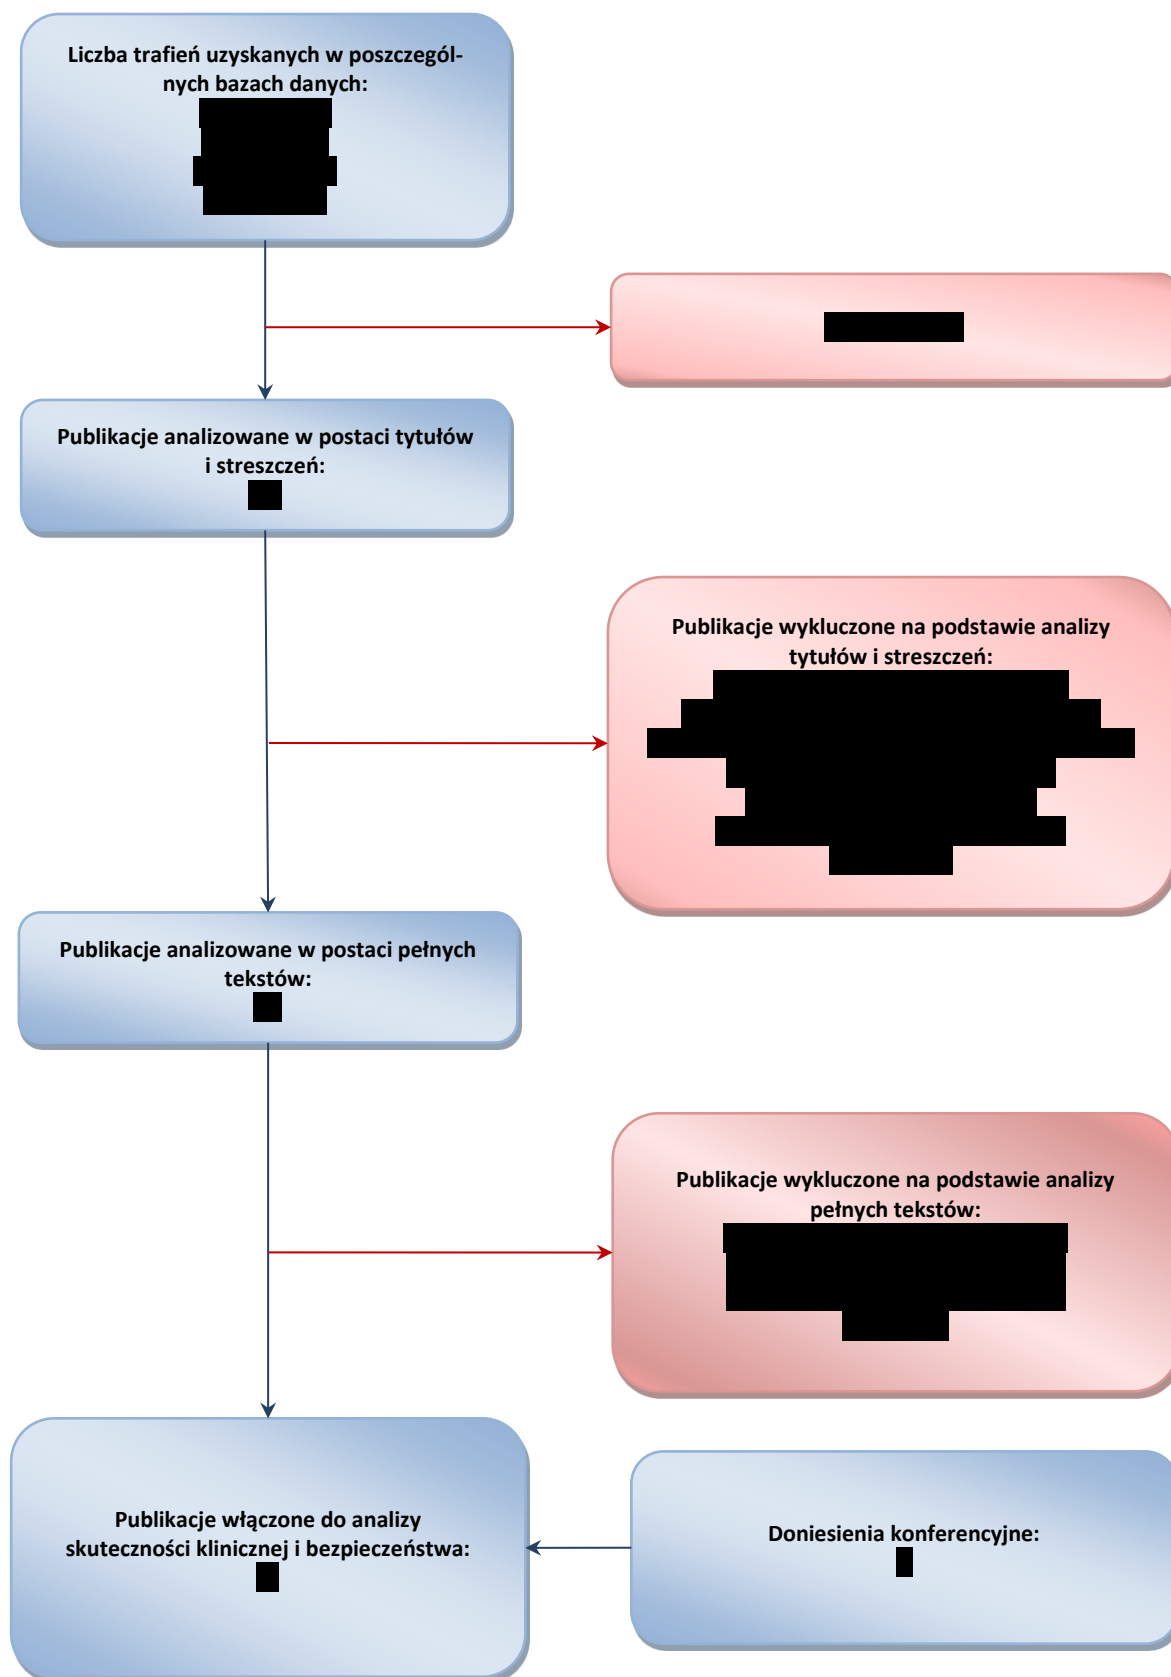 Liczba trafień uzyskanych w poszczegól-
nych bazach danych:
Publikacje analizowane w postaci tytułów
i streszczeń:
Publikacje wykluczone na podstawie analizy
tytułów i streszczeń:
Publikacje analizowane w postaci pełnych
tekstów:
Publikacje wykluczone na podstawie analizy
pełnych tekstów:
Publikacje włączone do analizy
skuteczności klinicznej i bezpieczeństwa:
Doniesienia konferencyjne: